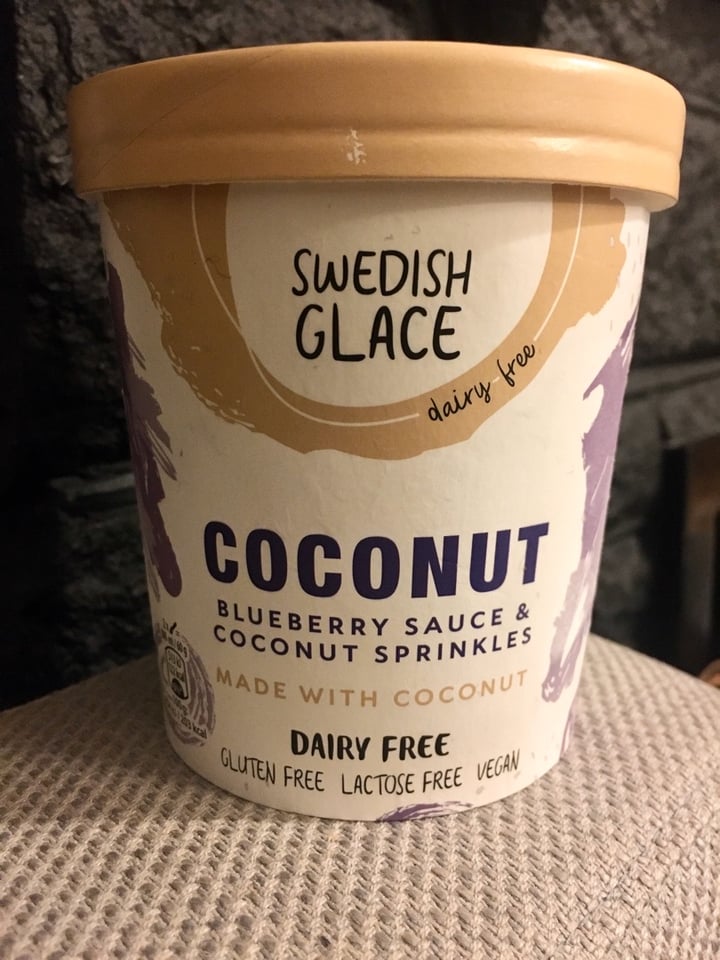 SWEDISH
GLACE
dairy free
COCONUT
BLUEBERRY SAUCE &
COCONUT SPRINKLES
MADE WITH COCONUT
DAIRY FREE
GLUTEN FREE LACTOSE FREE VEGAN
kcal